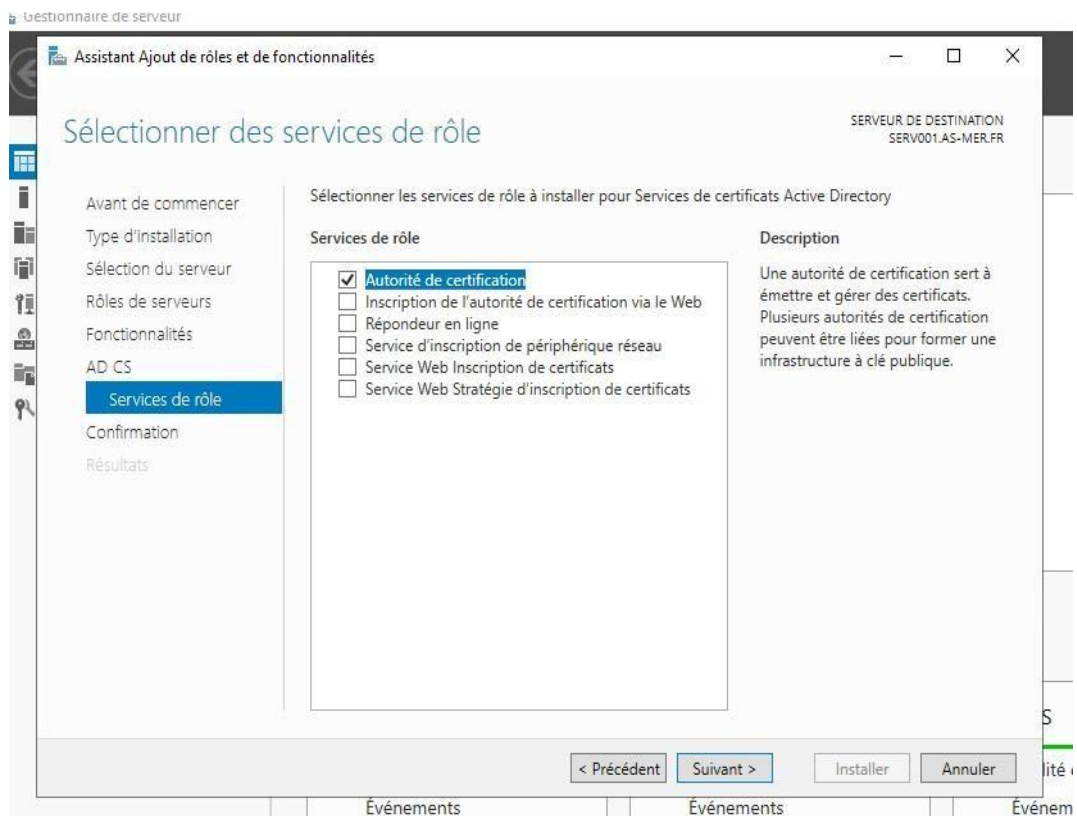 Gestionnaire de serveur
Assistant Ajout de rôles et de fonctionnalités
Sélectionner des services de rôle
SERVEUR DE DESTINATION
SERV001.AS-MER.FR
Avant de commencer
Type d'installation
Sélection du serveur
Rôles de serveurs
Fonctionnalités
AD CS
Services de rôle
Confirmation
Résultats
Sélectionner les services de rôle à installer pour Services de certificats Active Directory
Services de rôle
Autorité de certification
Inscription de l'autorité de certification via le Web
Répondeur en ligne
Service d'inscription de périphérique réseau
Service Web Inscription de certificats
Service Web Stratégie d'inscription de certificats
Description
Une autorité de certification sert à
émettre et gérer des certificats.
Plusieurs autorités de certification
peuvent être liées pour former une
infrastructure à clé publique.
S
< Précédent
Suivant >
Installer
Annuler
lité
Événements
Événements
Événem